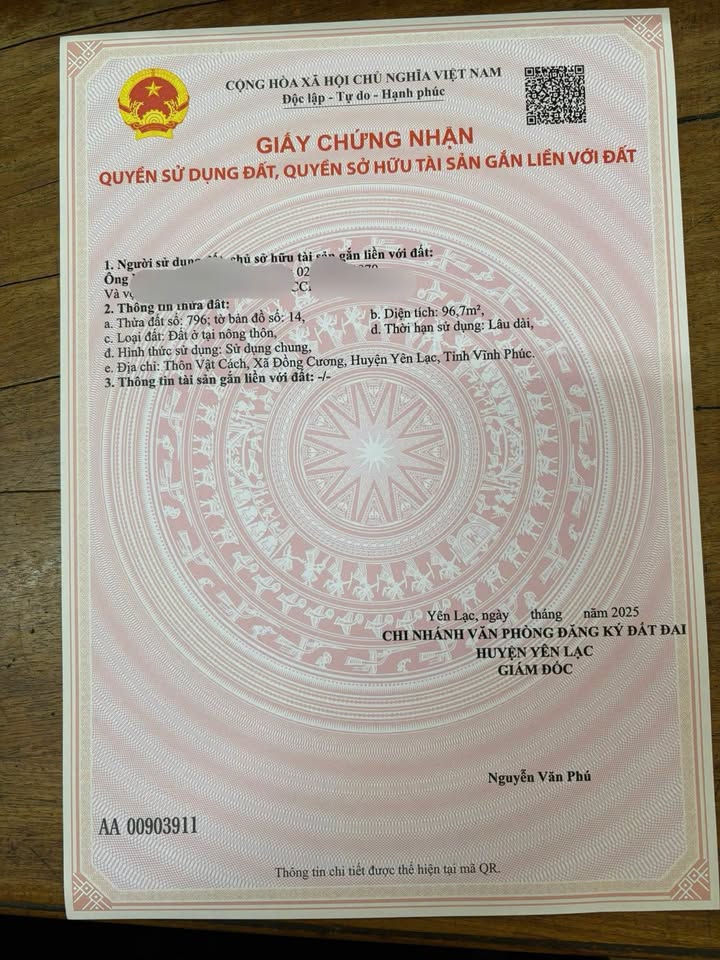 CỘNG HÒA XÃ HỘI CHỦ NGHĨA VIỆT NAM
Độc lập - Tự do - Hạnh phúc
GIẤY CHỨNG NHẬN
QUYỀN SỬ DỤNG ĐẤT, QUYỀN SỞ HỮU TÀI SẢN GẮN LIỀN VỚI ĐẤT
1. Người sử dụng đất, chủ sở hữu tài sản gắn liền với đất:
Ông 02
Và vợ
2. Thông tin thửa đất:
a. Thửa đất số: 796; tờ bản đồ số: 14, b. Diện tích: 96,7m²,
c. Loại đất: Đất ở tại nông thôn, d. Thời hạn sử dụng: Lâu dài,
đ. Hình thức sử dụng: Sử dụng chung,
e. Địa chỉ: Thôn Vật Cách, Xã Đồng Cương, Huyện Yên Lạc, Tỉnh Vĩnh Phúc.
3. Thông tin tài sản gắn liền với đất: -/-
Yên Lạc, ngày tháng năm 2025
CHI NHÁNH VĂN PHÒNG ĐĂNG KÝ ĐẤT ĐAI
HUYỆN YÊN LẠC
GIÁM ĐỐC
Nguyễn Văn Phú
AA 00903911
Thông tin chi tiết được thể hiện tại mã QR.